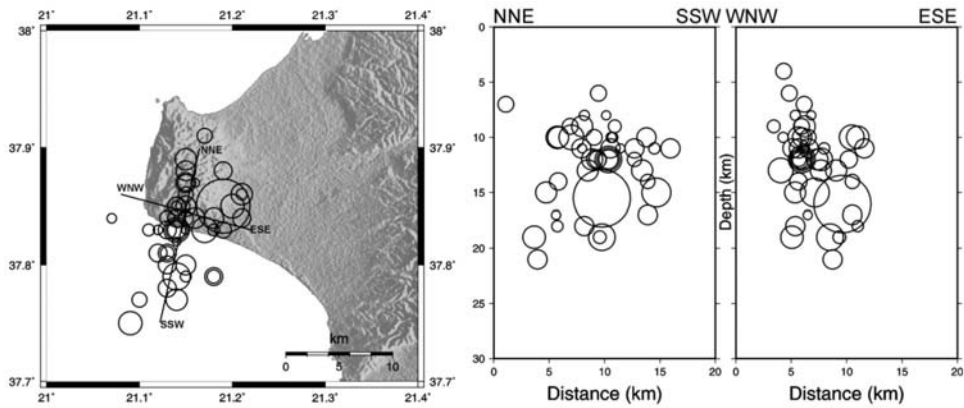 21˚ 21.1˚ 21.2˚ 21.3˚ 21.4˚
38˚ 38˚
37.9˚ 37.9˚
37.8˚ 37.8˚
37.7˚ 37.7˚
21˚ 21.1˚ 21.2˚ 21.3˚ 21.4˚
NNE
WNW
ESE
SSW
km
0 5 10
NNE SSW
0
5
10
15
20
25
30
0 5 10 15 20
Distance (km)
WNW ESE
Depth (km)
0 5 10 15 20
Distance (km)